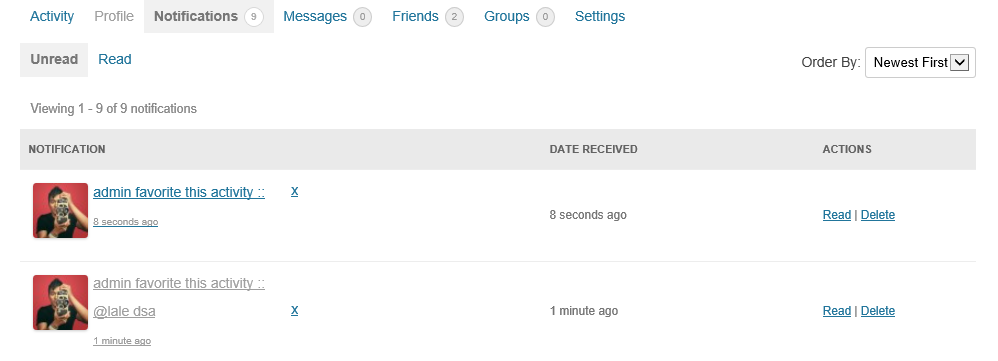 Activity Profile Notifications 9 Messages 0 Friends 2 Groups 0 Settings
Unread Read Order By: Newest First
Viewing 1 - 9 of 9 notifications
NOTIFICATION DATE RECEIVED ACTIONS
admin favorite this activity :: x
8 seconds ago 8 seconds ago Read | Delete
admin favorite this activity ::
@lale dsa x 1 minute ago Read | Delete
1 minute ago